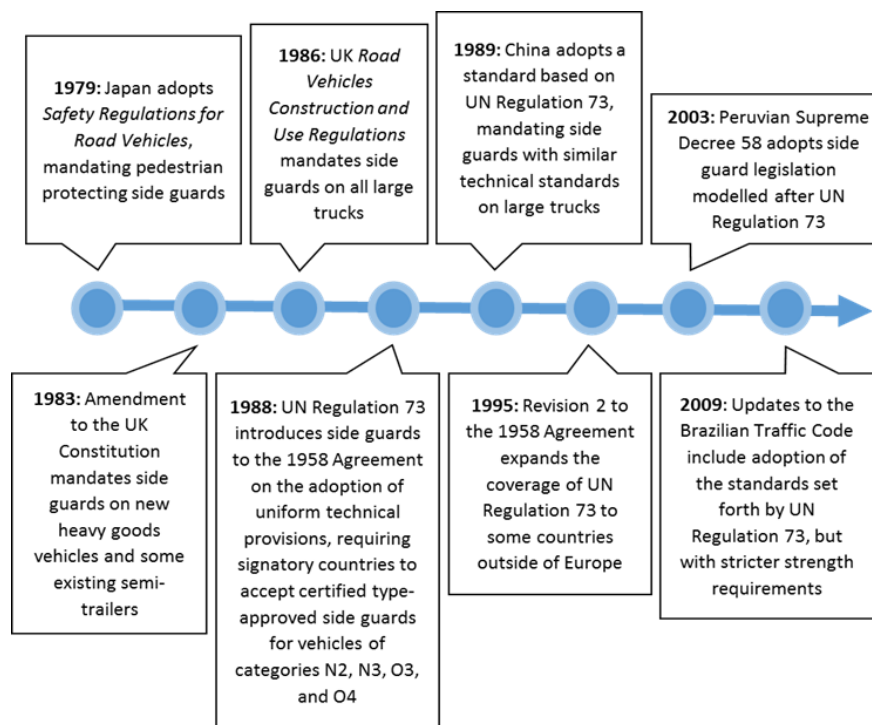 1979: Japan adopts
Safety Regulations for
Road Vehicles,
mandating pedestrian
protecting side guards
1986: UK Road
Vehicles
Construction and
Use Regulations
mandates side
guards on all large
trucks
1989: China adopts a
standard based on
UN Regulation 73,
mandating side
guards with similar
technical standards
on large trucks
2003: Peruvian Supreme
Decree 58 adopts side
guard legislation
modelled after UN
Regulation 73
1983: Amendment
to the UK
Constitution
mandates side
guards on new
heavy goods
vehicles and some
existing semi-
trailers
1988: UN Regulation 73
introduces side guards
to the 1958 Agreement
on the adoption of
uniform technical
provisions, requiring
signatory countries to
accept certified type-
approved side guards
for vehicles of
categories N2, N3, O3,
and O4
1995: Revision 2 to
the 1958 Agreement
expands the
coverage of UN
Regulation 73 to
some countries
outside of Europe
2009: Updates to the
Brazilian Traffic Code
include adoption of
the standards set
forth by UN
Regulation 73, but
with stricter strength
requirements